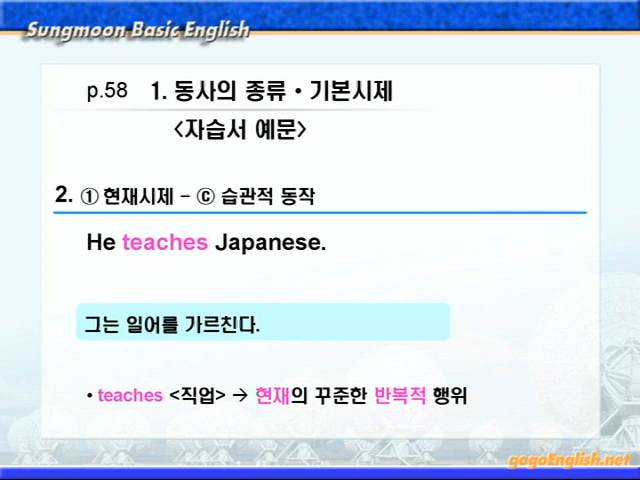 Sungmoon Basic English
p.58 1. 동사의 종류 • 기본시제
<자습서 예문>
2. ① 현재시제 - ⓒ 습관적 동작
He teaches Japanese.
그는 일어를 가르친다.
• teaches <직업> → 현재의 꾸준한 반복적 행위
gogoEnglish.net